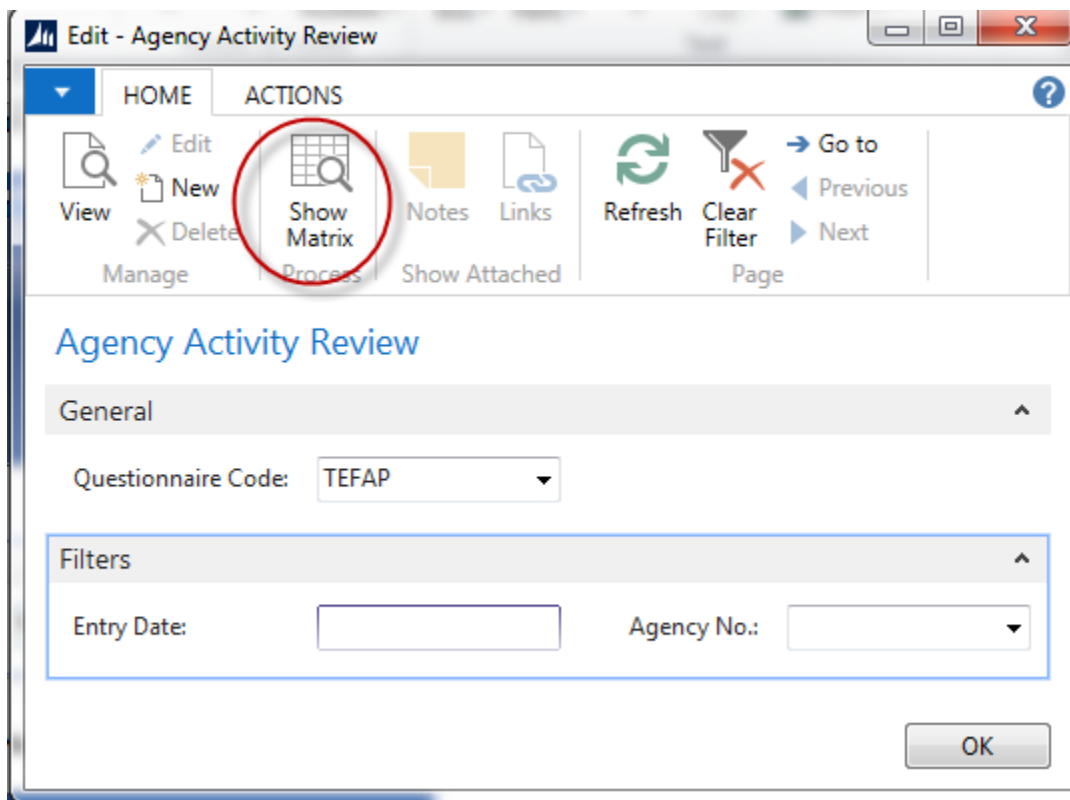 Edit - Agency Activity Review
HOME ACTIONS
View
Edit
New
Delete
Manage
Show
Matrix
Process
Notes
Links
Show Attached
Refresh
Clear
Filter
Go to
Previous
Next
Page
Agency Activity Review
General
Questionnaire Code: TEFAP
Filters
Entry Date: Agency No.:
OK